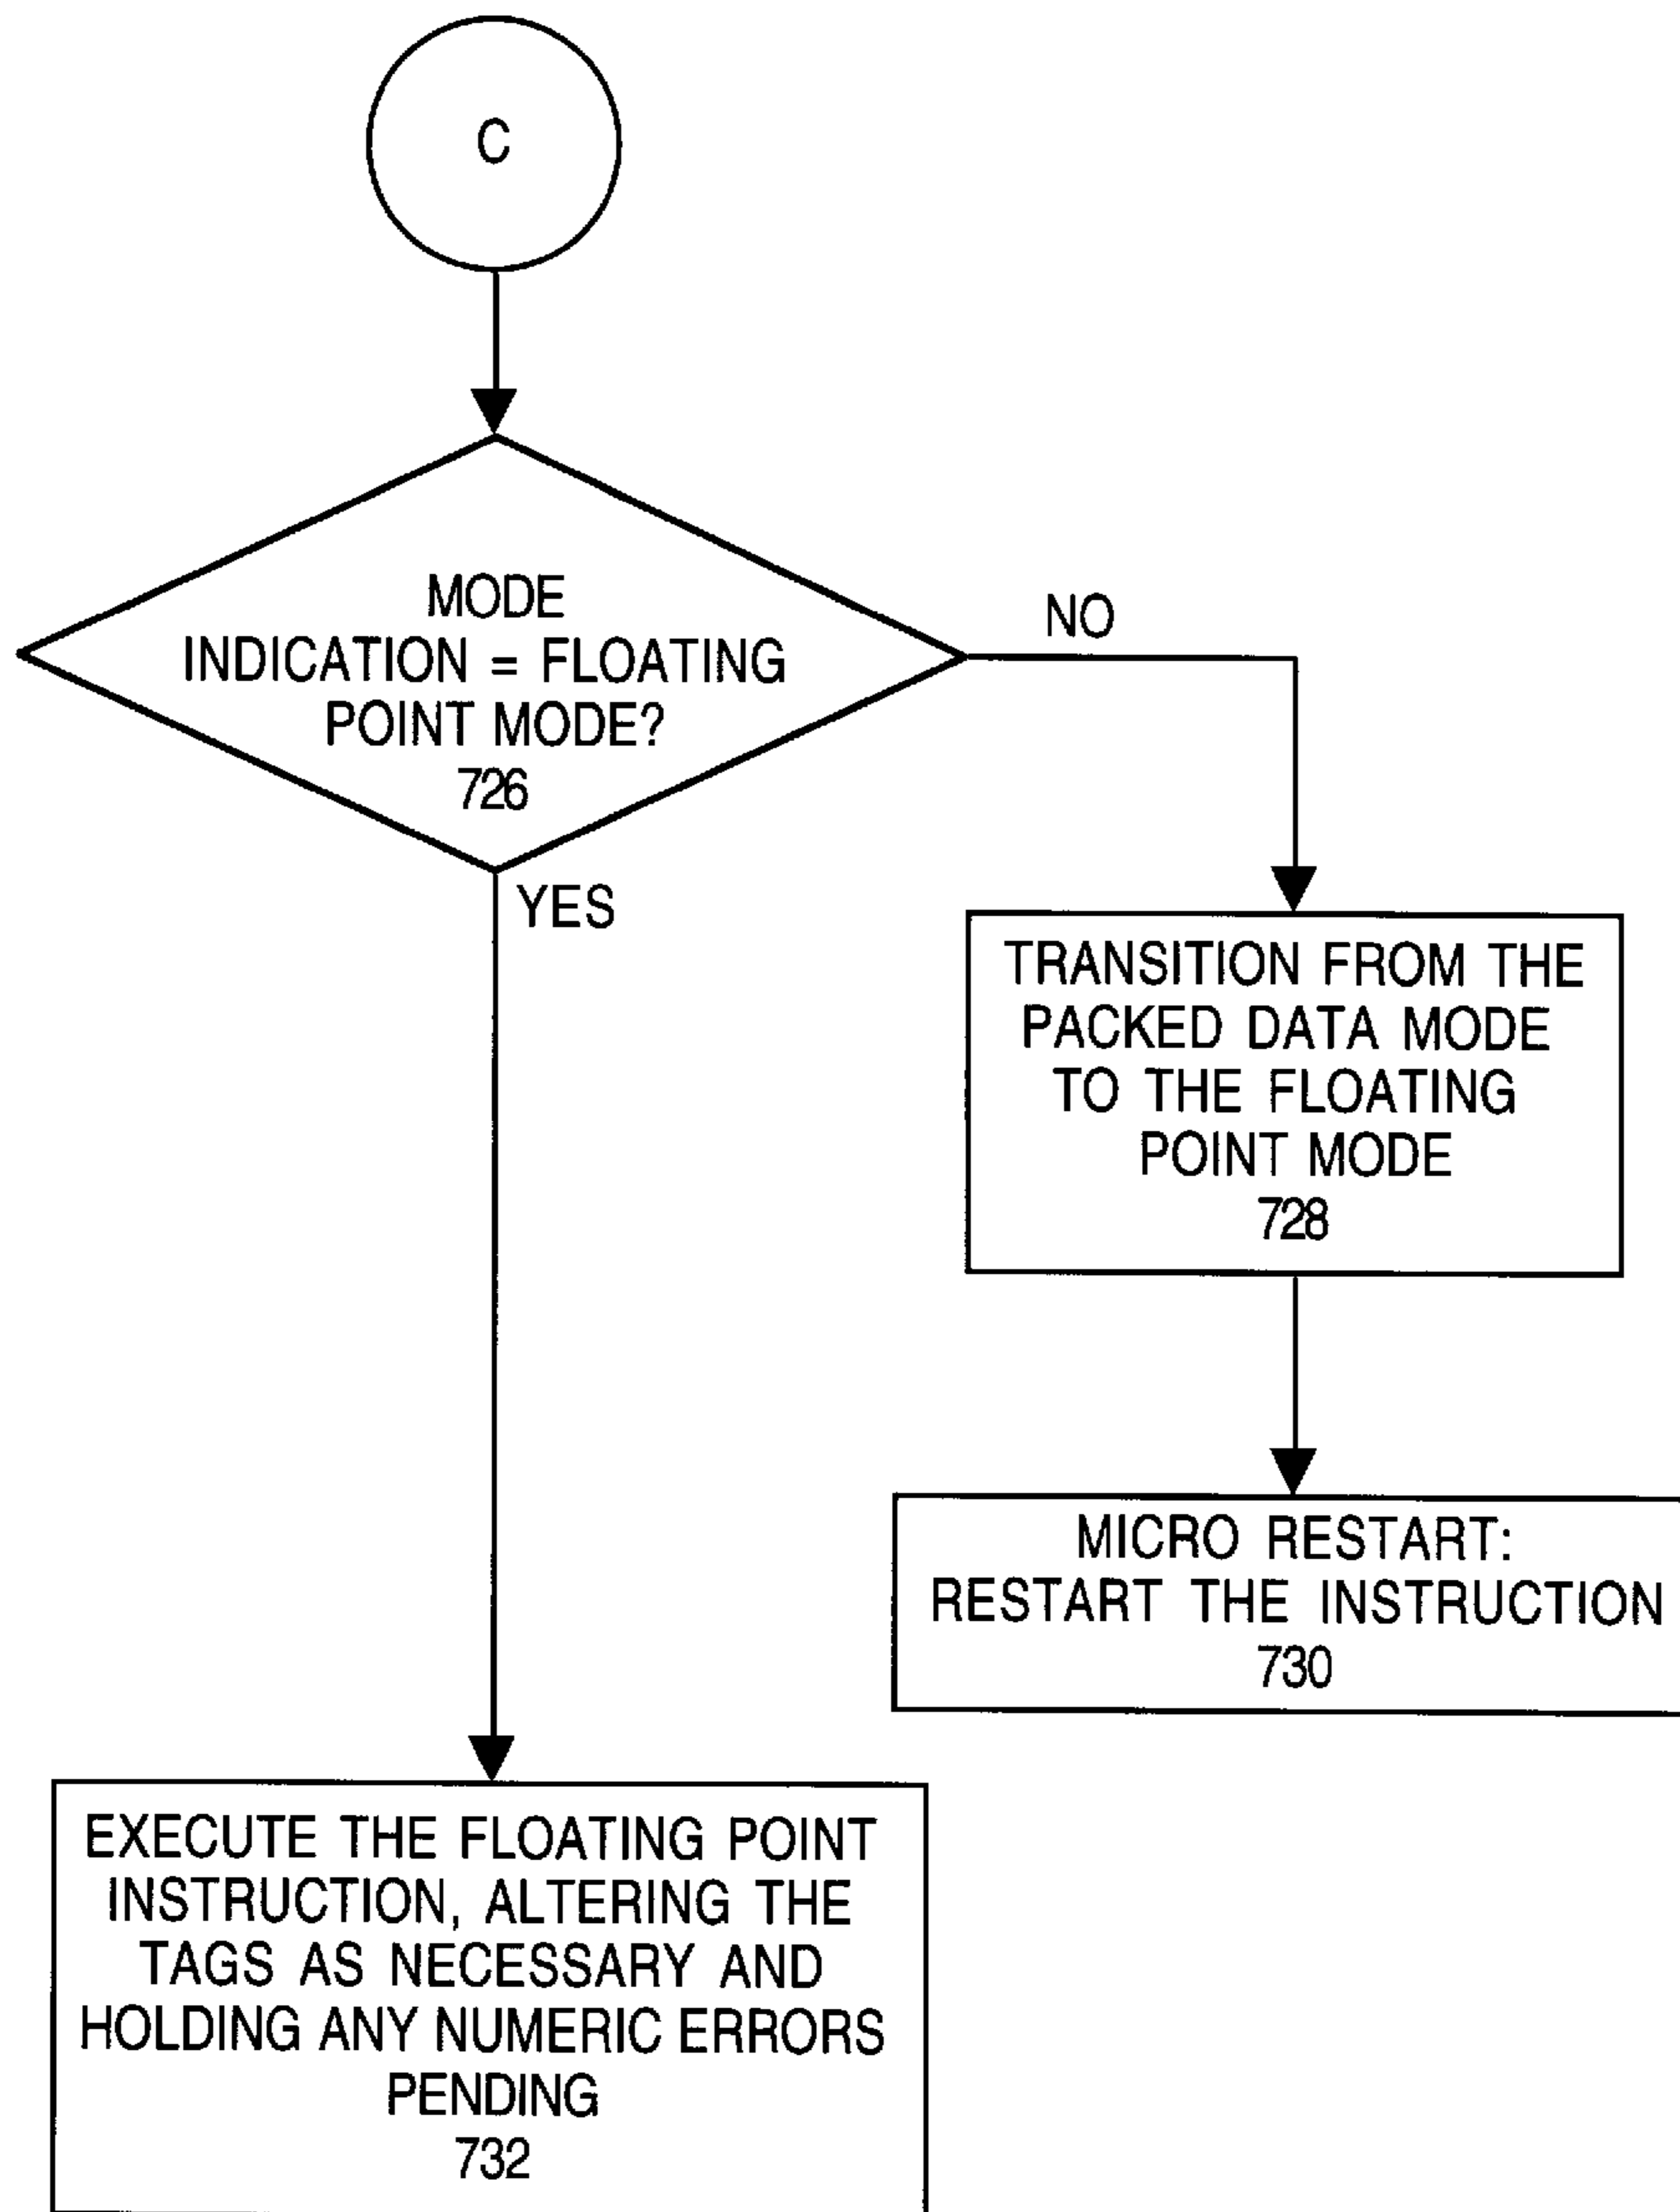 C
MODE
INDICATION = FLOATING
POINT MODE?
726
NO
YES
TRANSITION FROM THE
PACKED DATA MODE
TO THE FLOATING
POINT MODE
728
MICRO RESTART:
RESTART THE INSTRUCTION
730
EXECUTE THE FLOATING POINT
INSTRUCTION, ALTERING THE
TAGS AS NECESSARY AND
HOLDING ANY NUMERIC ERRORS
PENDING
732